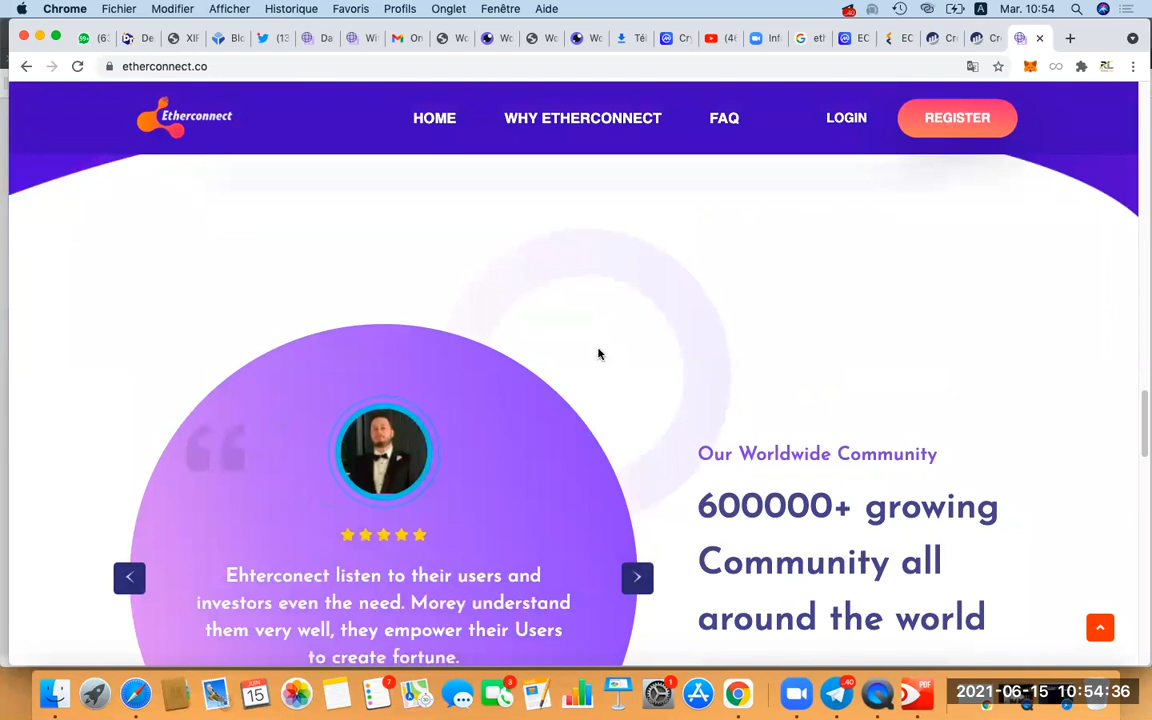 Chrome Fichier Modifier Afficher Historique Favoris Profils Onglet Fenêtre Aide Mar. 10:54
(13
etherconnect.co
Etherconnect HOME WHY ETHERCONNECT FAQ LOGIN REGISTER
Our Worldwide Community
600000+ growing
Community all
around the world
Ehterconect listen to their users and
investors even the need. Morey understand
them very well, they empower their Users
to create fortune.
2021-06-15 10:54:36